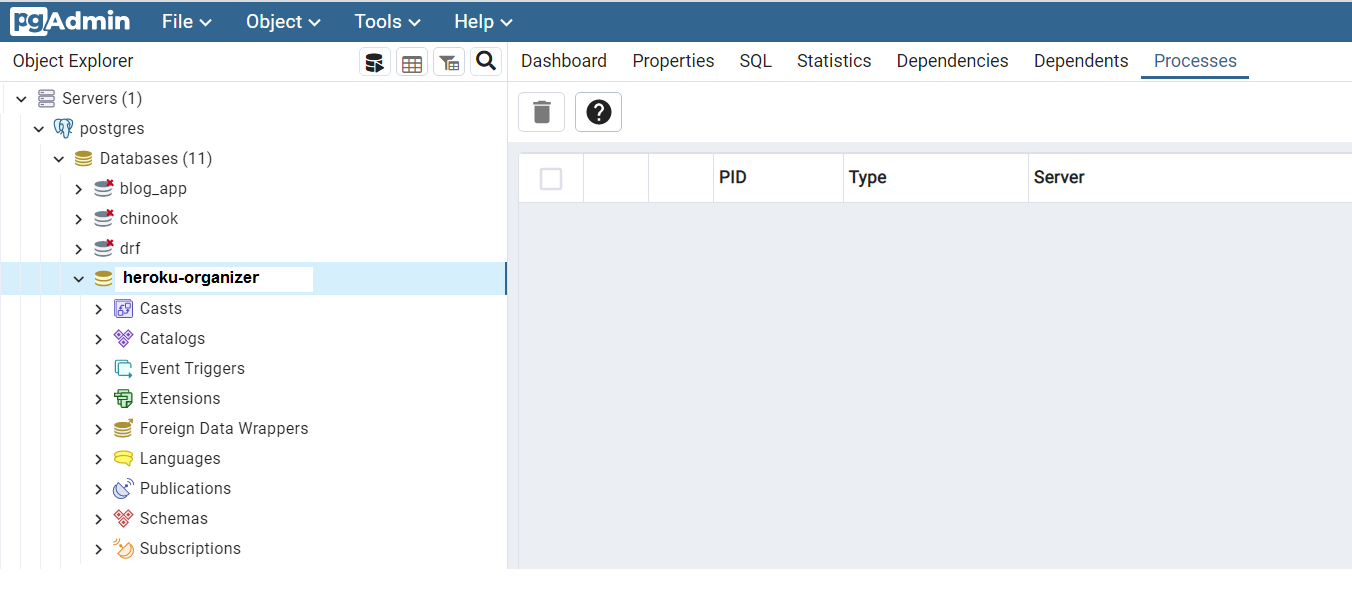 pgAdmin File Object Tools Help
Object Explorer
Dashboard Properties SQL Statistics Dependencies Dependents Processes
Servers (1)
postgres
Databases (11)
blog_app
chinook
drf
heroku-organizer
Casts
Catalogs
Event Triggers
Extensions
Foreign Data Wrappers
Languages
Publications
Schemas
Subscriptions
?
PID Type Server